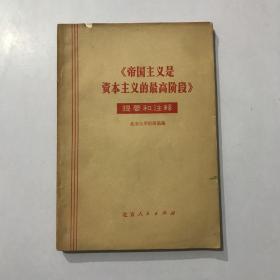 《帝国主义是
资本主义的最高阶段》
提要和注释
北京人民出版社